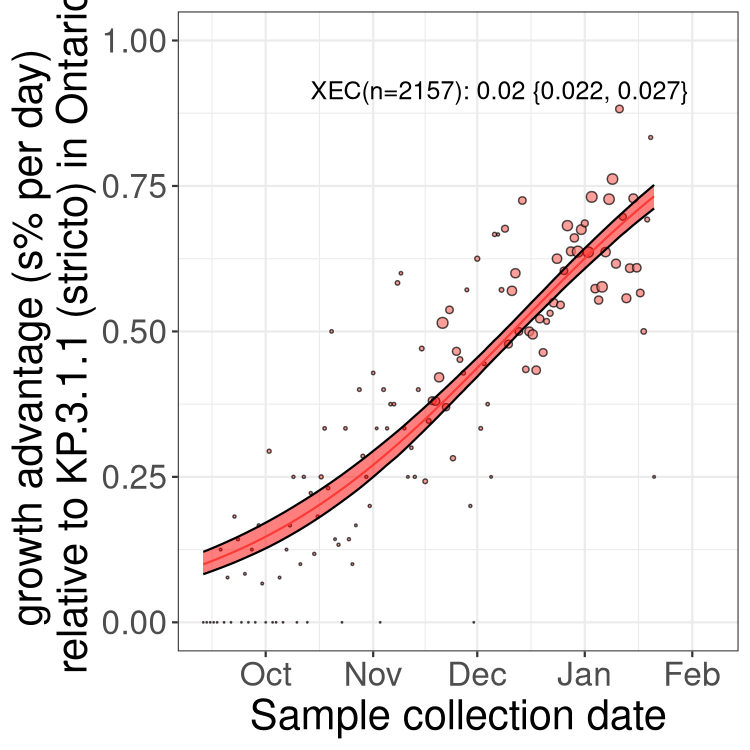 growth advantage (s% per day)
relative to KP.3.1.1 (stricto) in Ontario
1.00
0.75
0.50
0.25
0.00
XEC(n=2157): 0.02 {0.022, 0.027}
Oct Nov Dec Jan Feb
Sample collection date